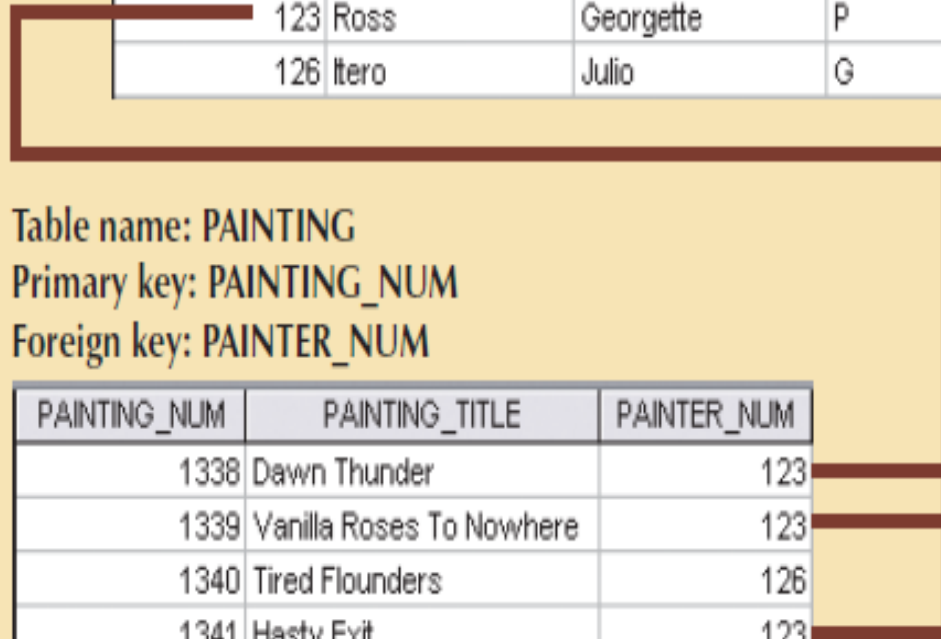 123 Ross Georgette P
126 Itero Julio G
Table name: PAINTING
Primary key: PAINTING_NUM
Foreign key: PAINTER_NUM
PAINTING_NUM PAINTING_TITLE PAINTER_NUM
1338 Dawn Thunder 123
1339 Vanilla Roses To Nowhere 123
1340 Tired Flounders 126
1341 Hasty Exit 123